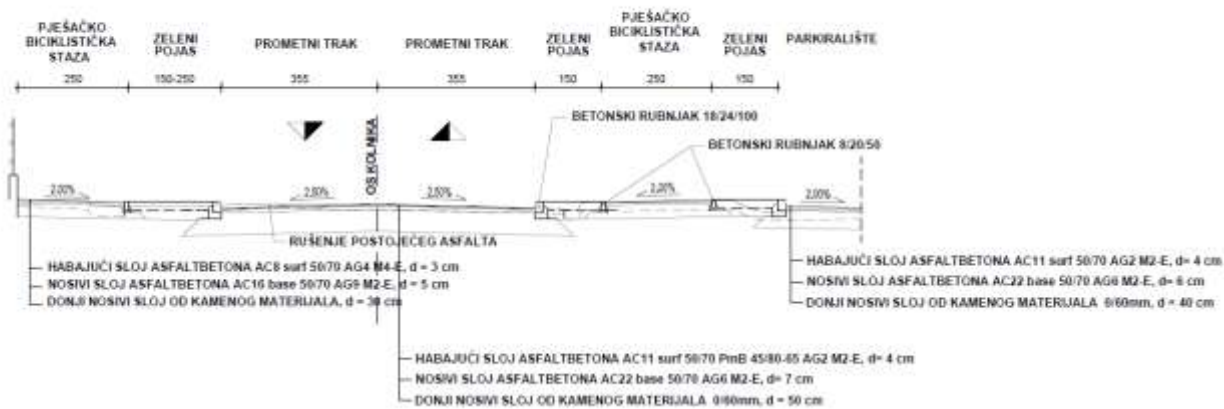 PJEŠAČKO
BICIKLISTIČKA
STAZA
ZELENI
POJAS
PROMETNI TRAK
PROMETNI TRAK
ZELENI
POJAS
PJEŠAČKO
BICIKLISTIČKA
STAZA
ZELENI
POJAS
PARKIRALIŠTE
250
150-250
355
355
150
250
150
OS KOLNIKA
BETONSKI RUBNJAK 18/24/100
BETONSKI RUBNJAK 8/20/50
2,00%
2,50%
2,50%
2,00%
2,00%
RUŠENJE POSTOJEĆEG ASFALTA
HABAJUĆI SLOJ ASFALTBETONA AC8 surf 50/70 AG4 M4-E, d = 3 cm
NOSIVI SLOJ ASFALTBETONA AC16 base 50/70 AG9 M2-E, d = 5 cm
DONJI NOSIVI SLOJ OD KAMENOG MATERIJALA, d = 30 cm
HABAJUĆI SLOJ ASFALTBETONA AC11 surf 50/70 AG2 M2-E, d= 4 cm
NOSIVI SLOJ ASFALTBETONA AC22 base 50/70 AG6 M2-E, d= 6 cm
DONJI NOSIVI SLOJ OD KAMENOG MATERIJALA 0/60mm, d = 40 cm
HABAJUĆI SLOJ ASFALTBETONA AC11 surf 50/70 PmB 45/80-65 AG2 M2-E, d= 4 cm
NOSIVI SLOJ ASFALTBETONA AC22 base 50/70 AG6 M2-E, d= 7 cm
DONJI NOSIVI SLOJ OD KAMENOG MATERIJALA 0/60mm, d = 50 cm